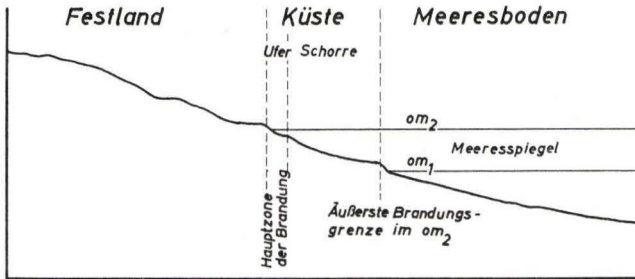 Festland Küste Meeresboden
Ufer Schorre
om₂
om₁ Meeresspiegel
Hauptzone
der Brandung
Äußerste Brandungs-
grenze im om₂